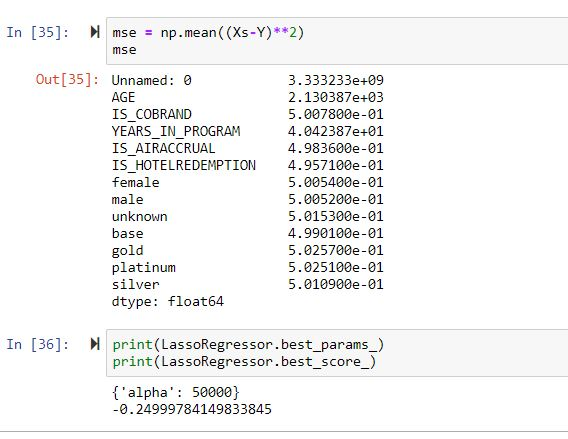 In [35]: mse = np.mean((Xs-Y)**2)
mse
Out[35]: Unnamed: 0 3.333233e+09
AGE 2.130387e+03
IS_COBRAND 5.007800e-01
YEARS_IN_PROGRAM 4.042387e+01
IS_AIRACCRUAL 4.983600e-01
IS_HOTELREDEMPTION 4.957100e-01
female 5.005400e-01
male 5.005200e-01
unknown 5.015300e-01
base 4.990100e-01
gold 5.025700e-01
platinum 5.025100e-01
silver 5.010900e-01
dtype: float64
In [36]: print(LassoRegressor.best_params_)
print(LassoRegressor.best_score_)
{'alpha': 50000}
-0.24999784149833845